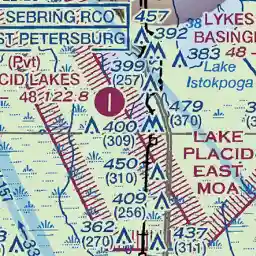 SEBRING RCO
ST PETERSBURG
457
392
LYKES
BASING
383
48 -
(Pvt)
CID LAKES
48 122.8
I
399
(257)
Lake
Istokpoga
400
(309)
479
(370)
LAKE
PLACID
EAST
MOA
450
(310)
409
(256)
362
(270)
437
(311)